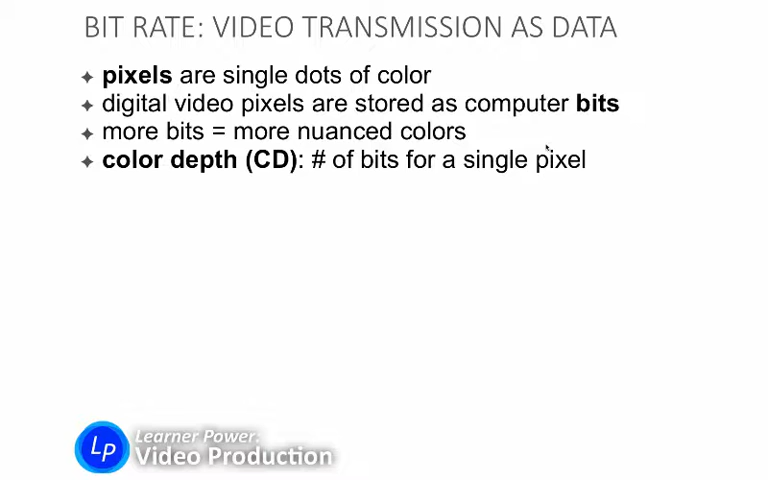 BIT RATE: VIDEO TRANSMISSION AS DATA
pixels are single dots of color
digital video pixels are stored as computer bits
more bits = more nuanced colors
color depth (CD): # of bits for a single pixel
LP
Learner Power:
Video Production